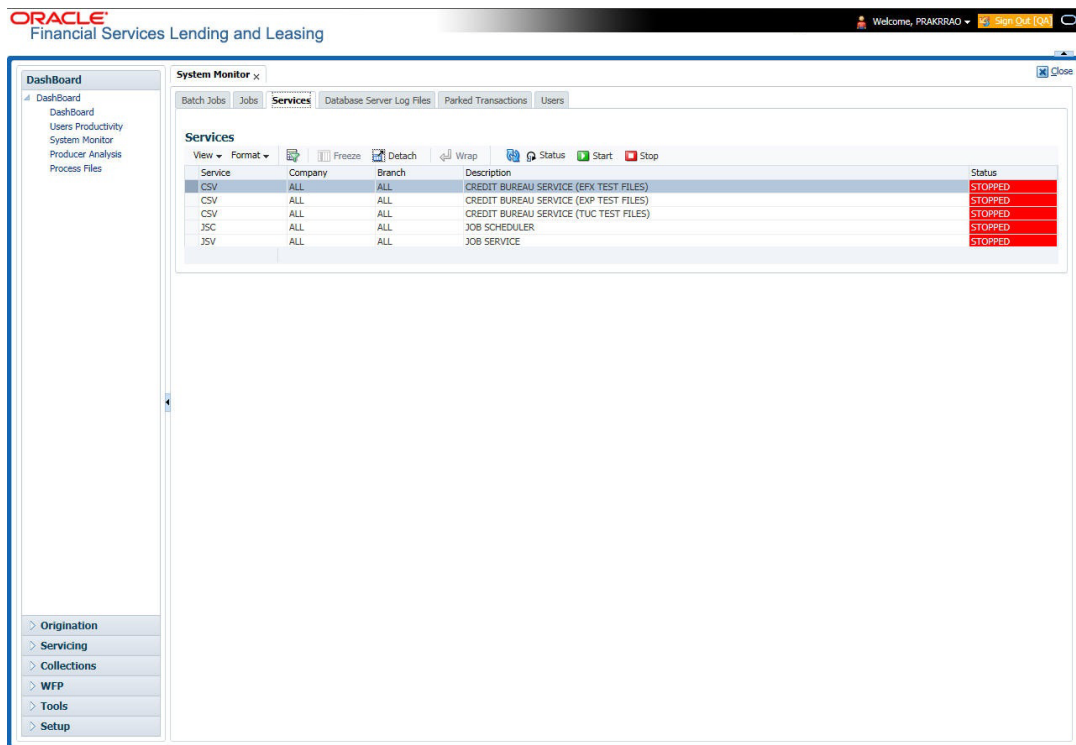 ORACLE
Financial Services Lending and Leasing
Welcome, PRAKRRAO Sign Out [QA]
Close
DashBoard
DashBoard
DashBoard
Users Productivity
System Monitor
Producer Analysis
Process Files
Origination
Servicing
Collections
WFP
Tools
Setup
System Monitor x
Batch Jobs Jobs Services Database Server Log Files Parked Transactions Users
Services
View Format Freeze Detach Wrap Status Start Stop
Service Company Branch Description Status
CSV ALL ALL CREDIT BUREAU SERVICE (EFX TEST FILES) STOPPED
CSV ALL ALL CREDIT BUREAU SERVICE (EXP TEST FILES) STOPPED
CSV ALL ALL CREDIT BUREAU SERVICE (TUC TEST FILES) STOPPED
JSC ALL ALL JOB SCHEDULER STOPPED
JSV ALL ALL JOB SERVICE STOPPED